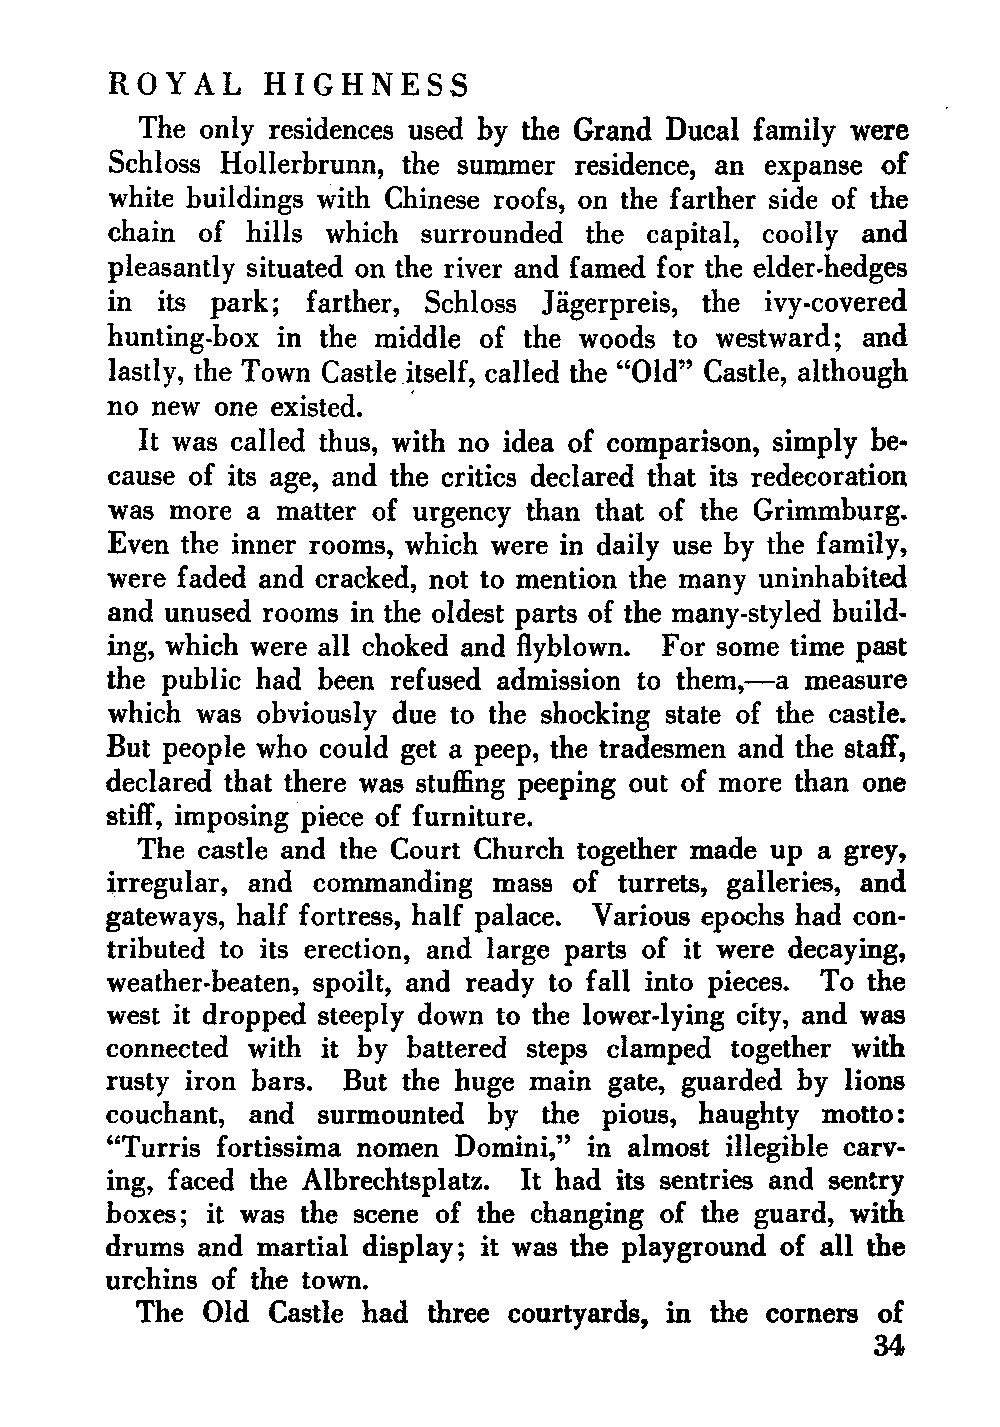 ROYAL HIGHNESS
The only residences used by the Grand Ducal family were
Schloss Hollerbrunn, the summer residence, an expanse of
white buildings with Chinese roofs, on the farther side of the
chain of hills which surrounded the capital, coolly and
pleasantly situated on the river and famed for the elder-hedges
in its park; farther, Schloss Jägerpreis, the ivy-covered
hunting-box in the middle of the woods to westward; and
lastly, the Town Castle itself, called the “Old” Castle, although
no new one existed.
It was called thus, with no idea of comparison, simply be-
cause of its age, and the critics declared that its redecoration
was more a matter of urgency than that of the Grimmburg.
Even the inner rooms, which were in daily use by the family,
were faded and cracked, not to mention the many uninhabited
and unused rooms in the oldest parts of the many-styled build-
ing, which were all choked and flyblown. For some time past
the public had been refused admission to them,—a measure
which was obviously due to the shocking state of the castle.
But people who could get a peep, the tradesmen and the staff,
declared that there was stuffing peeping out of more than one
stiff, imposing piece of furniture.
The castle and the Court Church together made up a grey,
irregular, and commanding mass of turrets, galleries, and
gateways, half fortress, half palace. Various epochs had con-
tributed to its erection, and large parts of it were decaying,
weather-beaten, spoilt, and ready to fall into pieces. To the
west it dropped steeply down to the lower-lying city, and was
connected with it by battered steps clamped together with
rusty iron bars. But the huge main gate, guarded by lions
couchant, and surmounted by the pious, haughty motto:
“Turris fortissima nomen Domini,” in almost illegible carv-
ing, faced the Albrechtsplatz. It had its sentries and sentry
boxes; it was the scene of the changing of the guard, with
drums and martial display; it was the playground of all the
urchins of the town.
The Old Castle had three courtyards, in the corners of
34